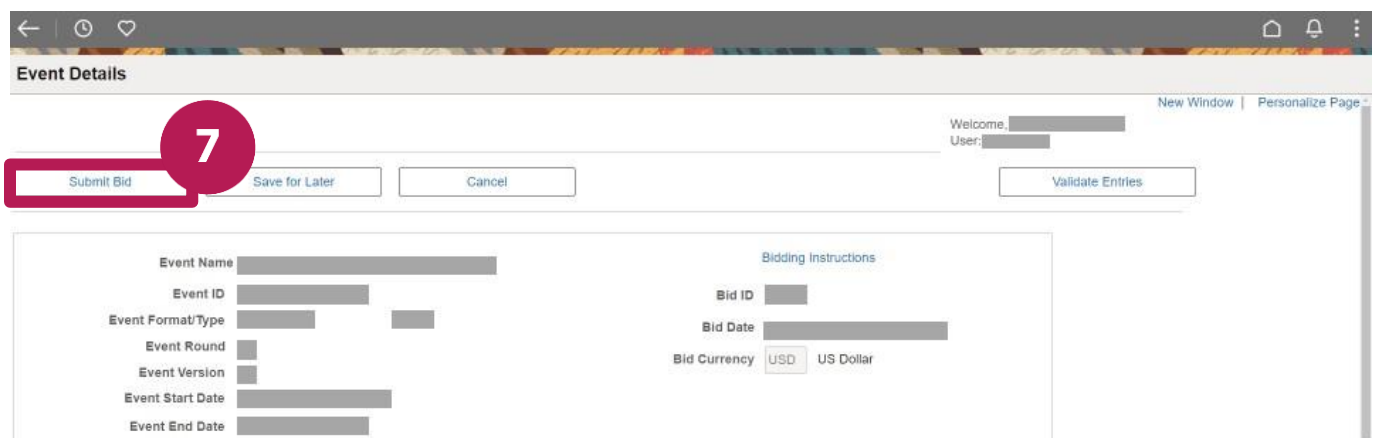 Event Details
New Window | Personalize Page
Welcome,
User:
7
Submit Bid Save for Later Cancel Validate Entries
Event Name Bidding Instructions
Event ID Bid ID
Event Format/Type Bid Date
Event Round Bid Currency USD US Dollar
Event Version
Event Start Date
Event End Date